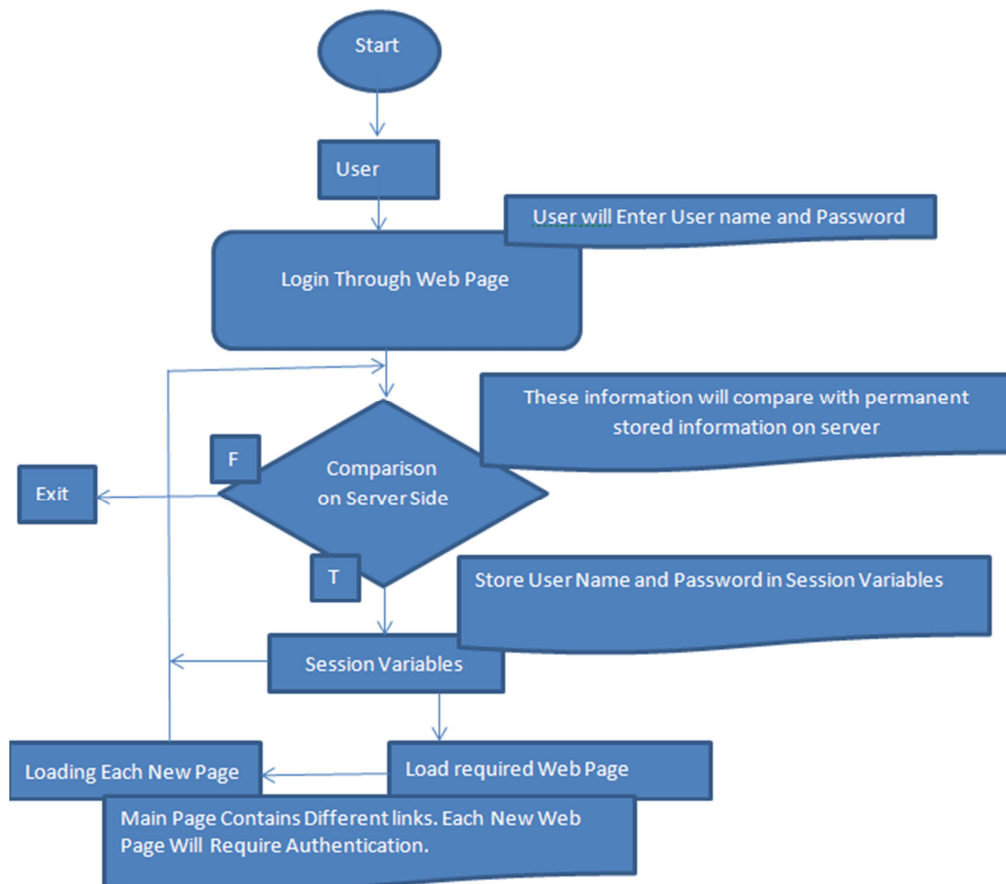 Start
User
User will Enter User name and Password
Login Through Web Page
These information will compare with permanent
stored information on server
F
Comparison
on Server Side
Exit
T
Store User Name and Password in Session Variables
Session Variables
Loading Each New Page
Load required Web Page
Main Page Contains Different links. Each New Web
Page Will Require Authentication.